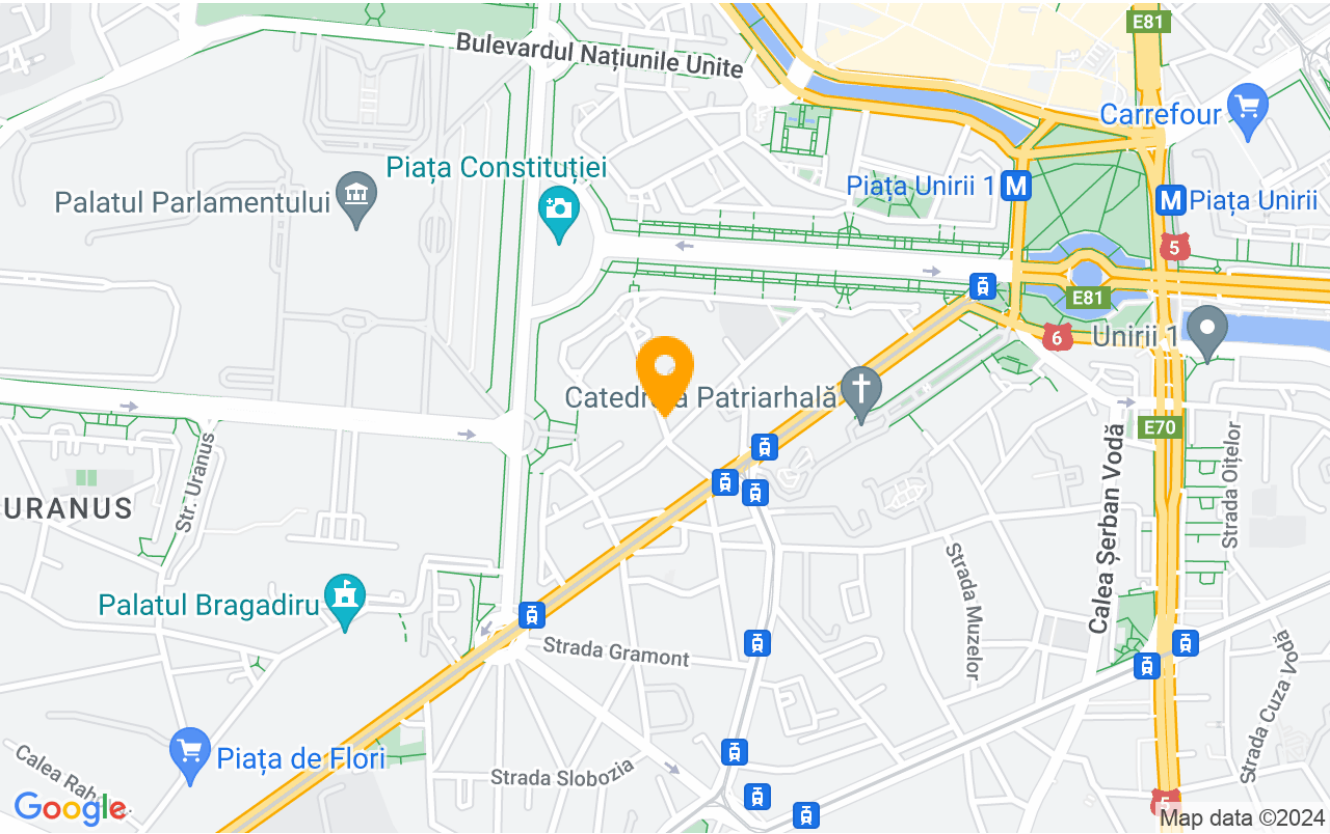 E81
Bulevardul Națiunile Unite
Carrefour
Piața Constituției
Piața Unirii 1
M
M
Piața Unirii
Palatul Parlamentului
5
E81
6
Unirii 1
Catedrala Patriarhală
E70
Str. Uranus
URANUS
Calea Șerban Vodă
Strada Oițelor
Strada Muzelor
Palatul Bragadiru
Strada Gramont
Strada Cuza Vodă
Piața de Flori
Strada Slobozia
Calea
Google
5
Map data ©2024